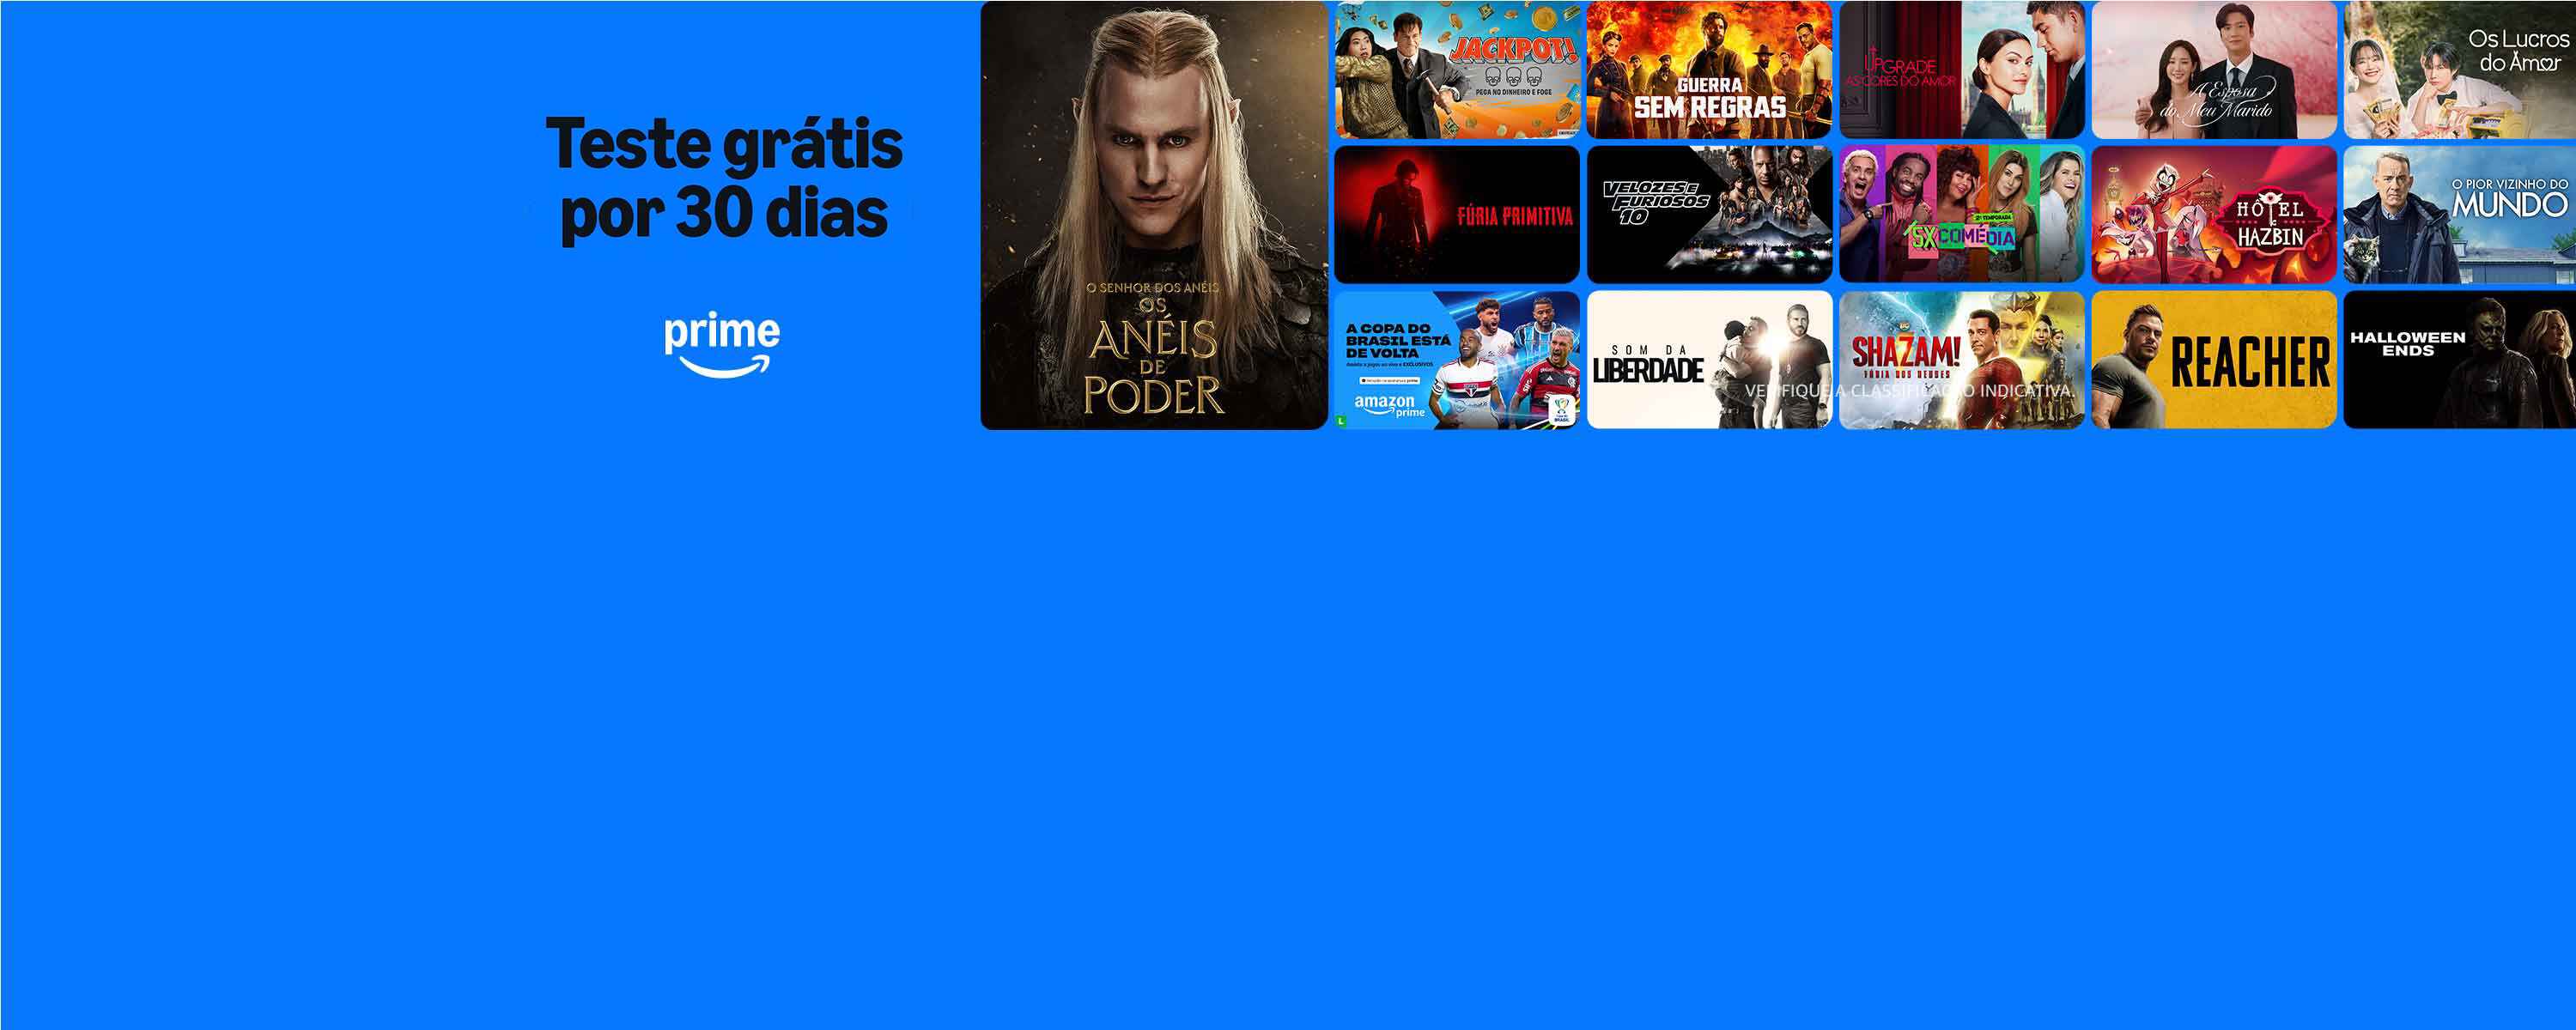 Teste grátis
por 30 dias
prime
O SENHOR DOS ANÉIS
OS
ANÉIS
DE
PODER
JACKPOT!
PEGA NO DINHEIRO E FOGE
GUERRA
SEM REGRAS
UPGRADE
AS CORES DO AMOR
A Esposa
do Meu Marido
Os Lucros
do Amor
FÚRIA PRIMITIVA
VELOZES E
FURIOSOS
10
2ª TEMPORADA
5X COMÉDIA
HOTEL
HAZBIN
O PIOR VIZINHO DO
MUNDO
A COPA DO
BRASIL ESTÁ
DE VOLTA
amazon
prime
L
SOM DA
LIBERDADE
SHAZAM!
FÚRIA DOS DEUSES
VERIFIQUE A CLASSIFICAÇÃO INDICATIVA.
REACHER
HALLOWEEN
ENDS